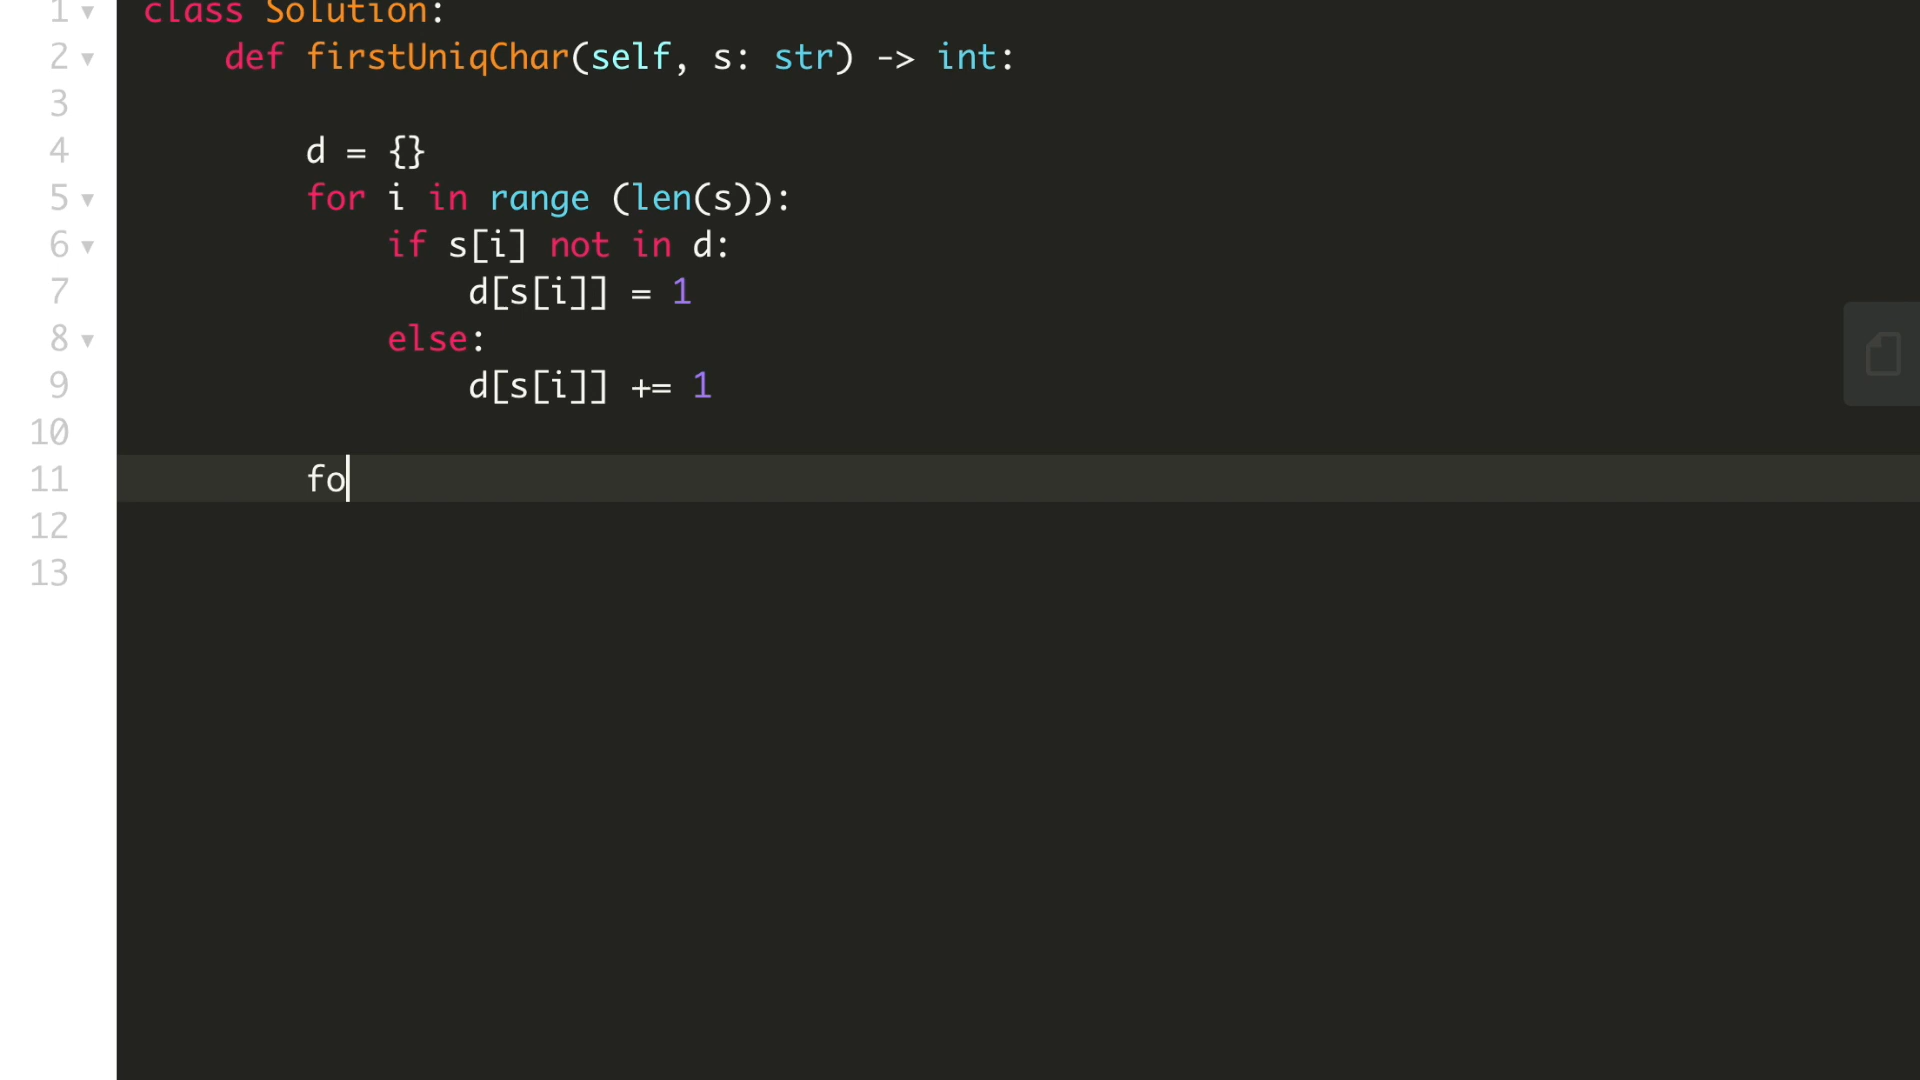 1 class Solution:
2 def firstUniqChar(self, s: str) -> int:
3
4 d = {}
5 for i in range (len(s)):
6 if s[i] not in d:
7 d[s[i]] = 1
8 else:
9 d[s[i]] += 1
10
11 fo
12
13